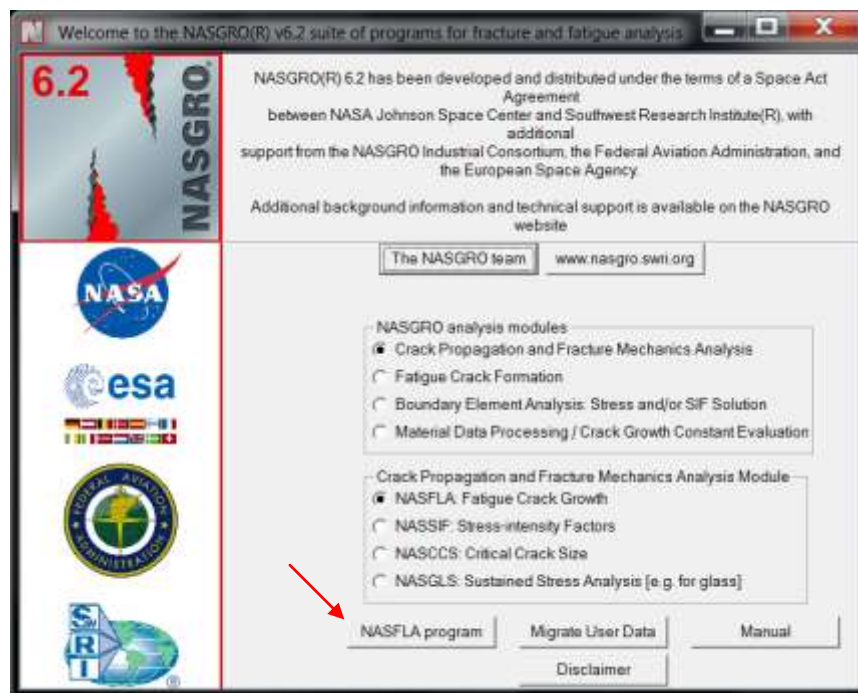 Welcome to the NASGRO(R) v6.2 suite of programs for fracture and fatigue analysis
6.2
NASGRO®
NASGRO(R) 6.2 has been developed and distributed under the terms of a Space Act
Agreement
between NASA Johnson Space Center and Southwest Research Institute(R), with
additional
support from the NASGRO Industrial Consortium, the Federal Aviation Administration, and
the European Space Agency.
Additional background information and technical support is available on the NASGRO
website
The NASGRO team
www.nasgro.swri.org
NASA
esa
FEDERAL AVIATION
ADMINISTRATION
SwRI®
NASGRO analysis modules
Crack Propagation and Fracture Mechanics Analysis
Fatigue Crack Formation
Boundary Element Analysis: Stress and/or SIF Solution
Material Data Processing / Crack Growth Constant Evaluation
Crack Propagation and Fracture Mechanics Analysis Module
NASFLA: Fatigue Crack Growth
NASSIF: Stress-intensity Factors
NASCCS: Critical Crack Size
NASGLS: Sustained Stress Analysis [e.g. for glass]
NASFLA program
Migrate User Data
Manual
Disclaimer